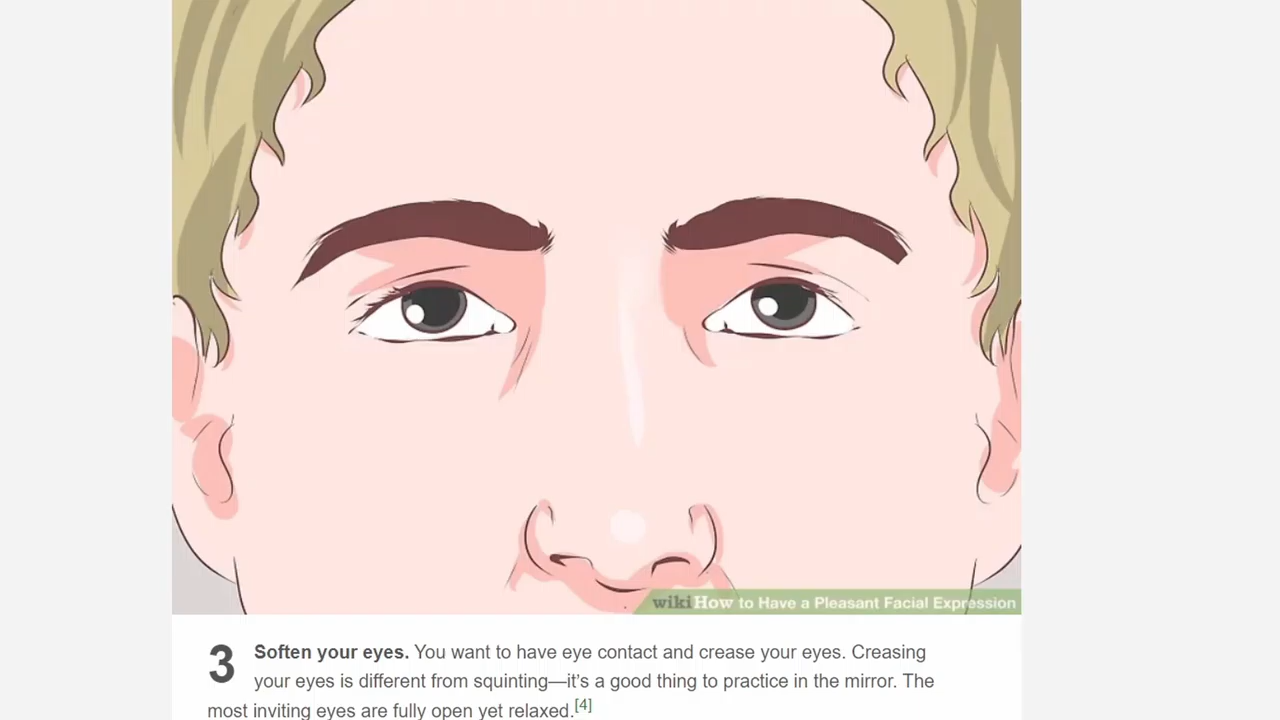 wikiHow to Have a Pleasant Facial Expression
3 Soften your eyes. You want to have eye contact and crease your eyes. Creasing
your eyes is different from squinting—it's a good thing to practice in the mirror. The
most inviting eyes are fully open yet relaxed.[4]